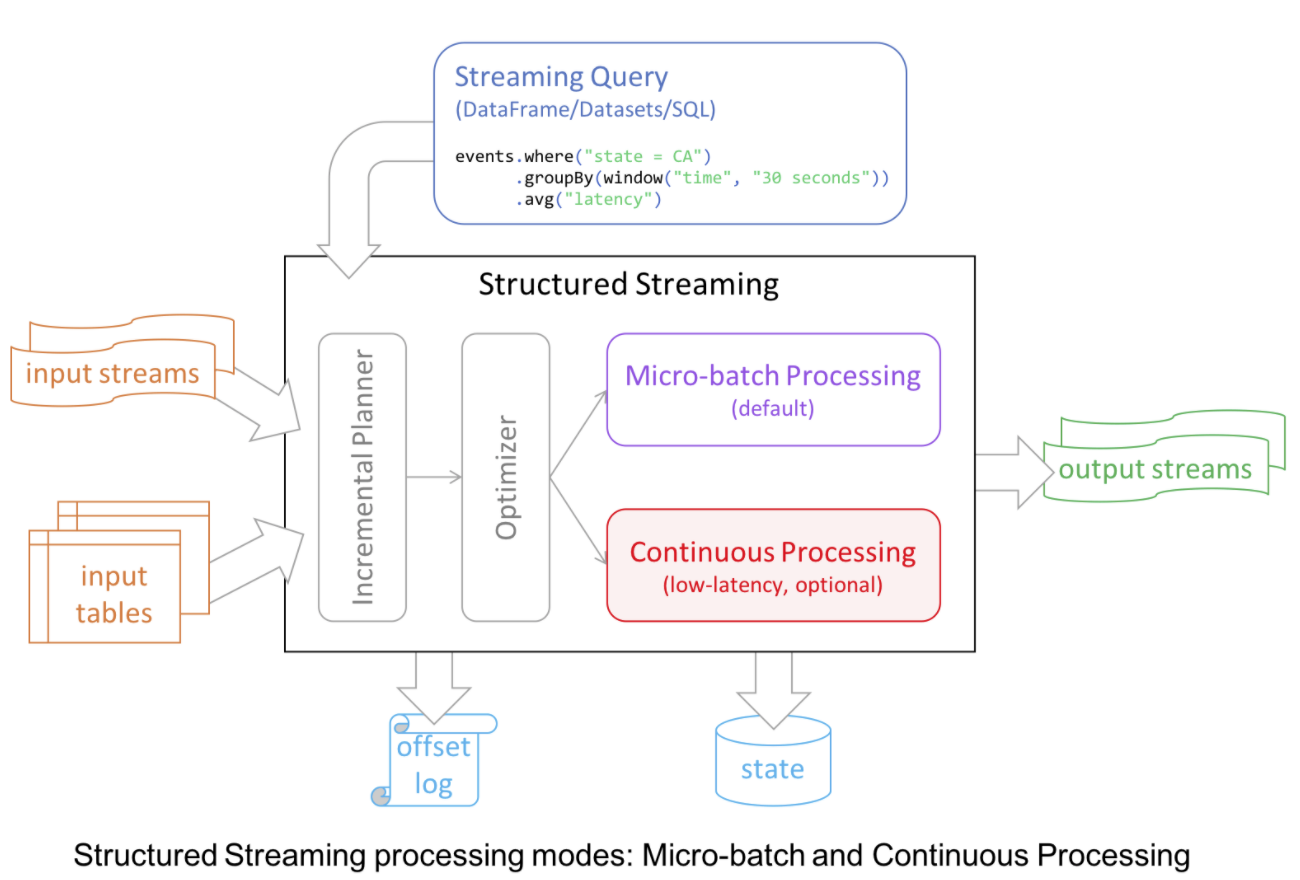 Streaming Query
(DataFrame/Datasets/SQL)
events.where("state = CA")
.groupBy(window("time", "30 seconds"))
.avg("latency")
Structured Streaming
input streams
input
tables
Incremental Planner
Optimizer
Micro-batch Processing
(default)
Continuous Processing
(low-latency, optional)
output streams
offset
log
state
Structured Streaming processing modes: Micro-batch and Continuous Processing